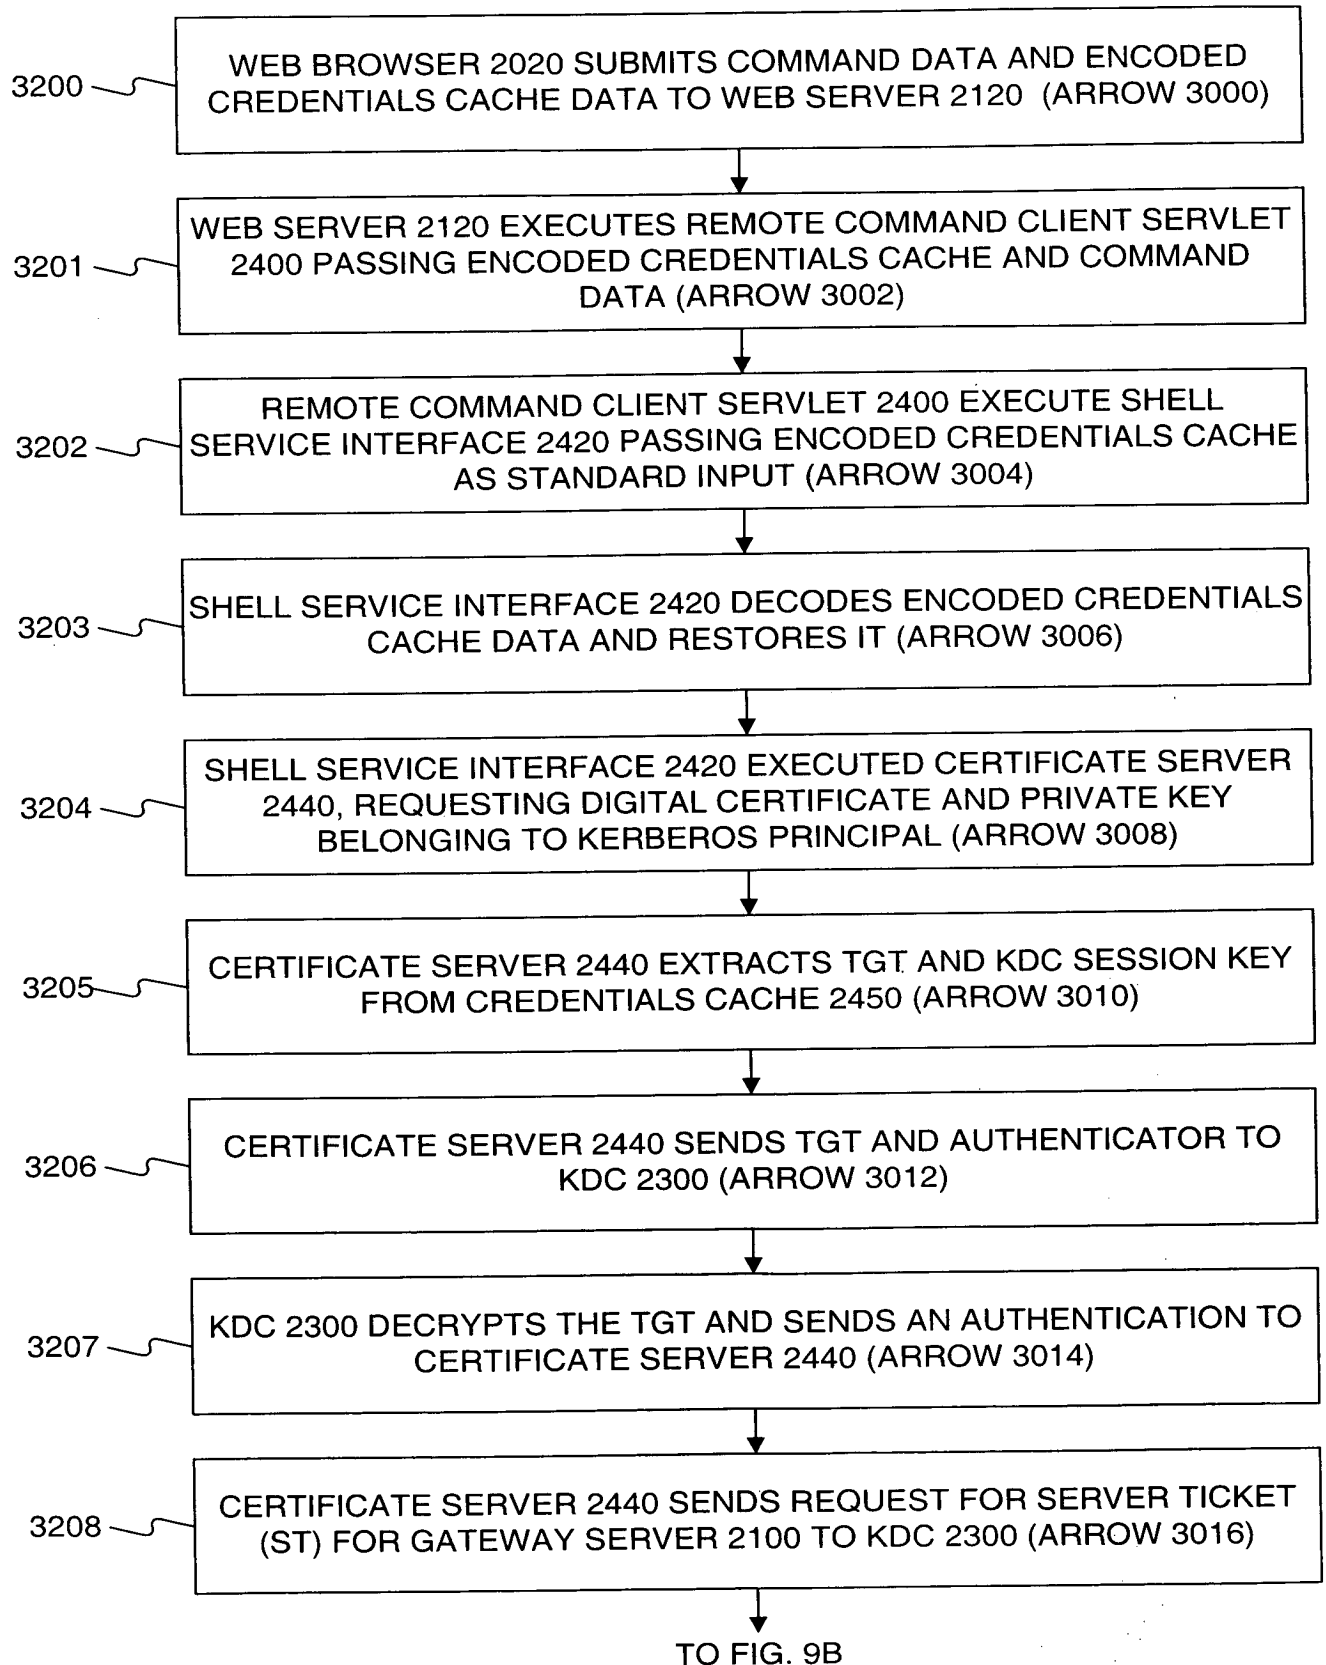 3200
WEB BROWSER 2020 SUBMITS COMMAND DATA AND ENCODED
CREDENTIALS CACHE DATA TO WEB SERVER 2120 (ARROW 3000)
3201
WEB SERVER 2120 EXECUTES REMOTE COMMAND CLIENT SERVLET
2400 PASSING ENCODED CREDENTIALS CACHE AND COMMAND
DATA (ARROW 3002)
3202
REMOTE COMMAND CLIENT SERVLET 2400 EXECUTE SHELL
SERVICE INTERFACE 2420 PASSING ENCODED CREDENTIALS CACHE
AS STANDARD INPUT (ARROW 3004)
3203
SHELL SERVICE INTERFACE 2420 DECODES ENCODED CREDENTIALS
CACHE DATA AND RESTORES IT (ARROW 3006)
3204
SHELL SERVICE INTERFACE 2420 EXECUTED CERTIFICATE SERVER
2440, REQUESTING DIGITAL CERTIFICATE AND PRIVATE KEY
BELONGING TO KERBEROS PRINCIPAL (ARROW 3008)
3205
CERTIFICATE SERVER 2440 EXTRACTS TGT AND KDC SESSION KEY
FROM CREDENTIALS CACHE 2450 (ARROW 3010)
3206
CERTIFICATE SERVER 2440 SENDS TGT AND AUTHENTICATOR TO
KDC 2300 (ARROW 3012)
3207
KDC 2300 DECRYPTS THE TGT AND SENDS AN AUTHENTICATION TO
CERTIFICATE SERVER 2440 (ARROW 3014)
3208
CERTIFICATE SERVER 2440 SENDS REQUEST FOR SERVER TICKET
(ST) FOR GATEWAY SERVER 2100 TO KDC 2300 (ARROW 3016)
TO FIG. 9B